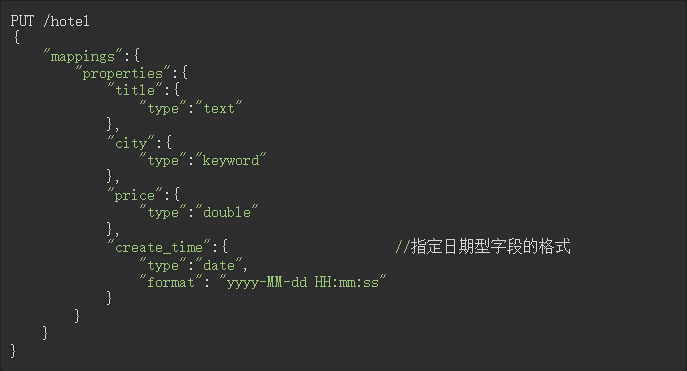 PUT /hotel
{
    "mappings":{
        "properties":{
            "title":{
                "type":"text"
            },
            "city":{
                "type":"keyword"
            },
            "price":{
                "type":"double"
            },
            "create_time":{                    //指定日期型字段的格式
                "type":"date",
                "format": "yyyy-MM-dd HH:mm:ss"
            }
        }
    }
}